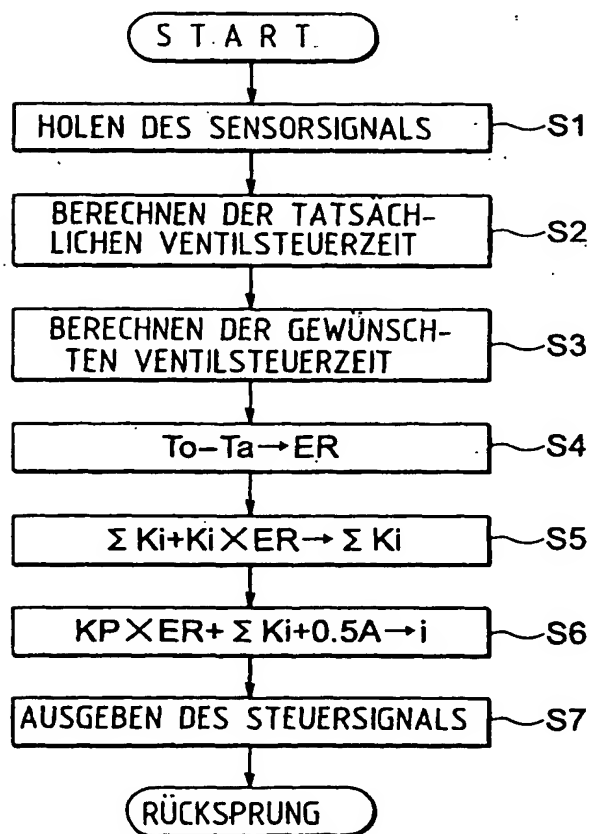 START
HOLEN DES SENSORSIGNALS
S1
BERECHNEN DER TATSÄCH-
LICHEN VENTILSTEUERZEIT
S2
BERECHNEN DER GEWÜNSCH-
TEN VENTILSTEUERZEIT
S3
To–Ta→ER
S4
Σ Ki+Ki×ER→ Σ Ki
S5
KP×ER+ Σ Ki+0.5A→i
S6
AUSGEBEN DES STEUERSIGNALS
S7
RÜCKSPRUNG